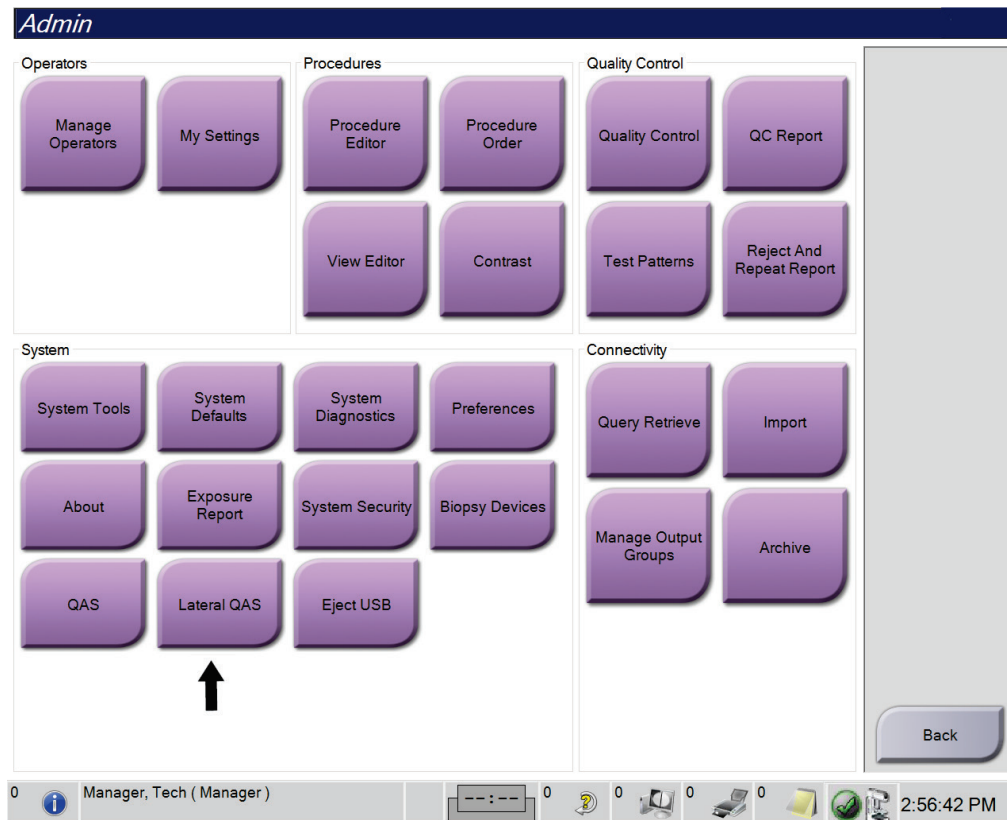 Admin
Operators
Manage
Operators
My Settings
Procedures
Procedure
Editor
Procedure
Order
View Editor
Contrast
Quality Control
Quality Control
QC Report
Test Patterns
Reject And
Repeat Report
System
System Tools
System
Defaults
System
Diagnostics
Preferences
About
Exposure
Report
System Security
Biopsy Devices
QAS
Lateral QAS
Eject USB
Connectivity
Query Retrieve
Import
Manage Output
Groups
Archive
Back
0
Manager, Tech ( Manager )
--:--
0
0
0
0
2:56:42 PM